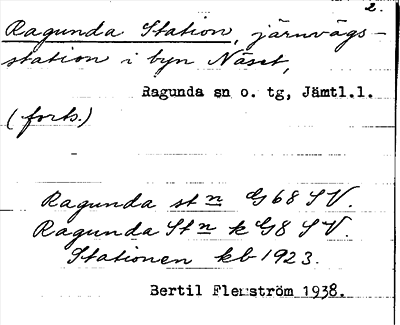 2.
Ragunda Station, järnvägs-
station i byn Näset,
Ragunda sn o. tg, Jämtl.l.
(forts.)
Ragunda stn G68 SV.
Ragunda Stn k G8 SV.
Stationen kb 1923.
Bertil Flemström 1938.